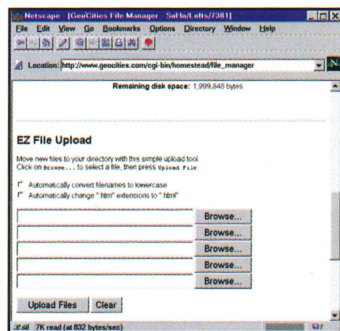 Netscape - [GeoCities File Manager - SoHo/Lofts/7381]
File Edit View Go Bookmarks Options Directory Window Help
Location: http://www.geocities.com/cgi-bin/homestead/file_manager
Remaining disk space: 1,999,848 bytes
EZ File Upload
Move new files to your directory with this simple upload tool.
Click on Browse... to select a file, then press Upload File.
Automatically convert filenames to lowercase
Automatically change ".htm" extensions to ".html"
Browse...
Browse...
Browse...
Browse...
Browse...
Upload Files Clear
7K read (at 832 bytes/sec)